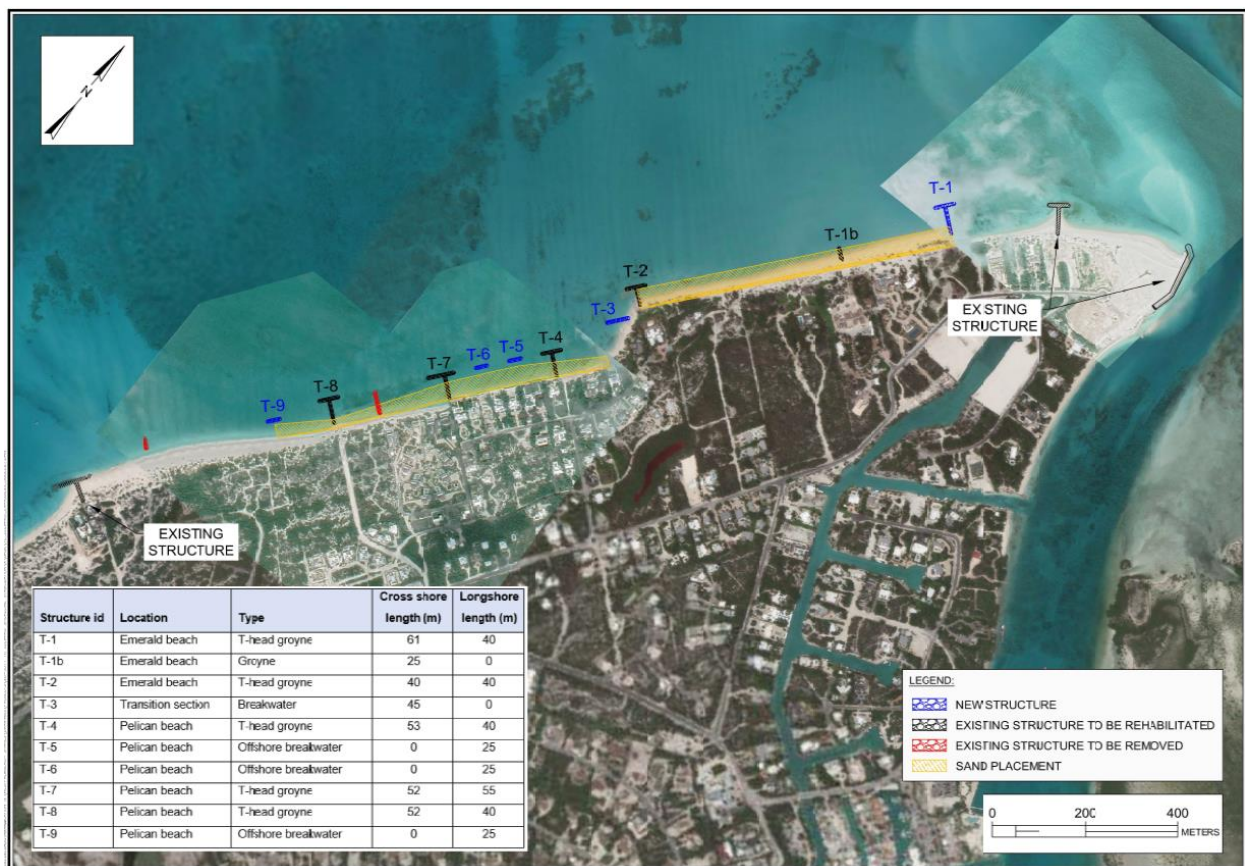 N
T-1
T-1b
T-2
T-3
T-4
T-5
T-6
T-7
T-8
T-9
EXISTING
STRUCTURE
EXISTING
STRUCTURE
Structure id Location Type Cross shore length (m) Longshore length (m)
T-1 Emerald beach T-head groyne 61 40
T-1b Emerald beach Groyne 25 0
T-2 Emerald beach T-head groyne 40 40
T-3 Transition section Breakwater 45 0
T-4 Pelican beach T-head groyne 53 40
T-5 Pelican beach Offshore breakwater 0 25
T-6 Pelican beach Offshore breakwater 0 25
T-7 Pelican beach T-head groyne 52 55
T-8 Pelican beach T-head groyne 52 40
T-9 Pelican beach Offshore breakwater 0 25
LEGEND:
NEW STRUCTURE
EXISTING STRUCTURE TO BE REHABILITATED
EXISTING STRUCTURE TO BE REMOVED
SAND PLACEMENT
0 200 400
METERS